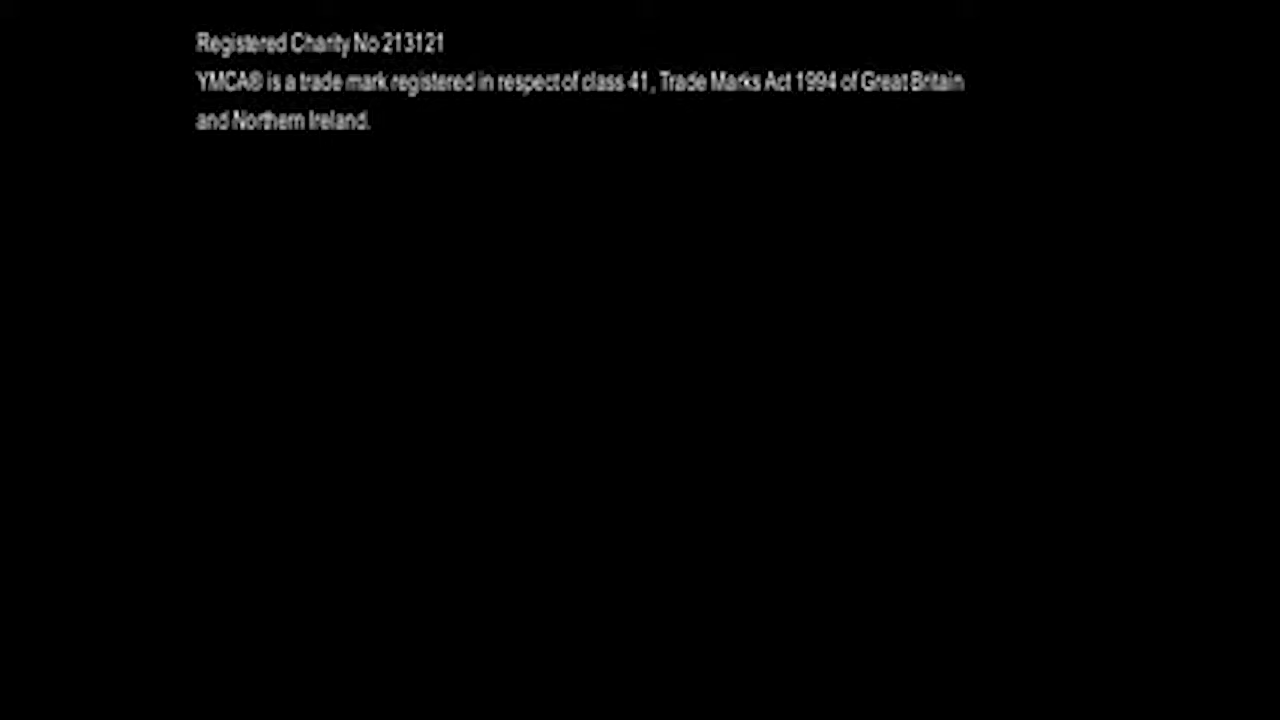 Registered Charity No 213121
YMCA® is a trade mark registered in respect of class 41, Trade Marks Act 1994 of Great Britain
and Northern Ireland.